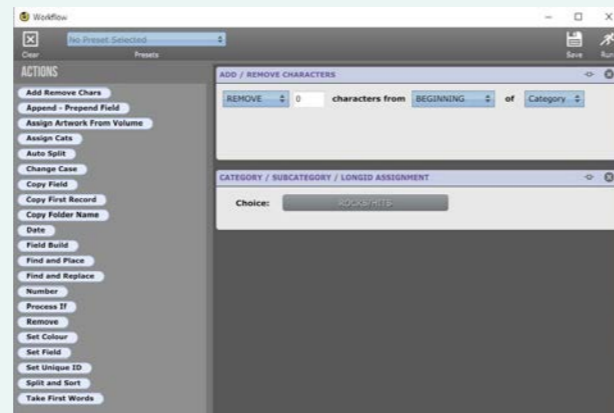 Workflow
No Preset Selected
Clear
Presets
Save
Run
ACTIONS
Add Remove Chars
Append - Prepend Field
Assign Artwork From Volume
Assign Cats
Auto Split
Change Case
Copy Field
Copy First Record
Copy Folder Name
Date
Field Build
Find and Place
Find and Replace
Number
Process If
Remove
Set Colour
Set Field
Set Unique ID
Split and Sort
Take First Words
ADD / REMOVE CHARACTERS
REMOVE 0 characters from BEGINNING of Category
CATEGORY / SUBCATEGORY / LONGID ASSIGNMENT
Choice: